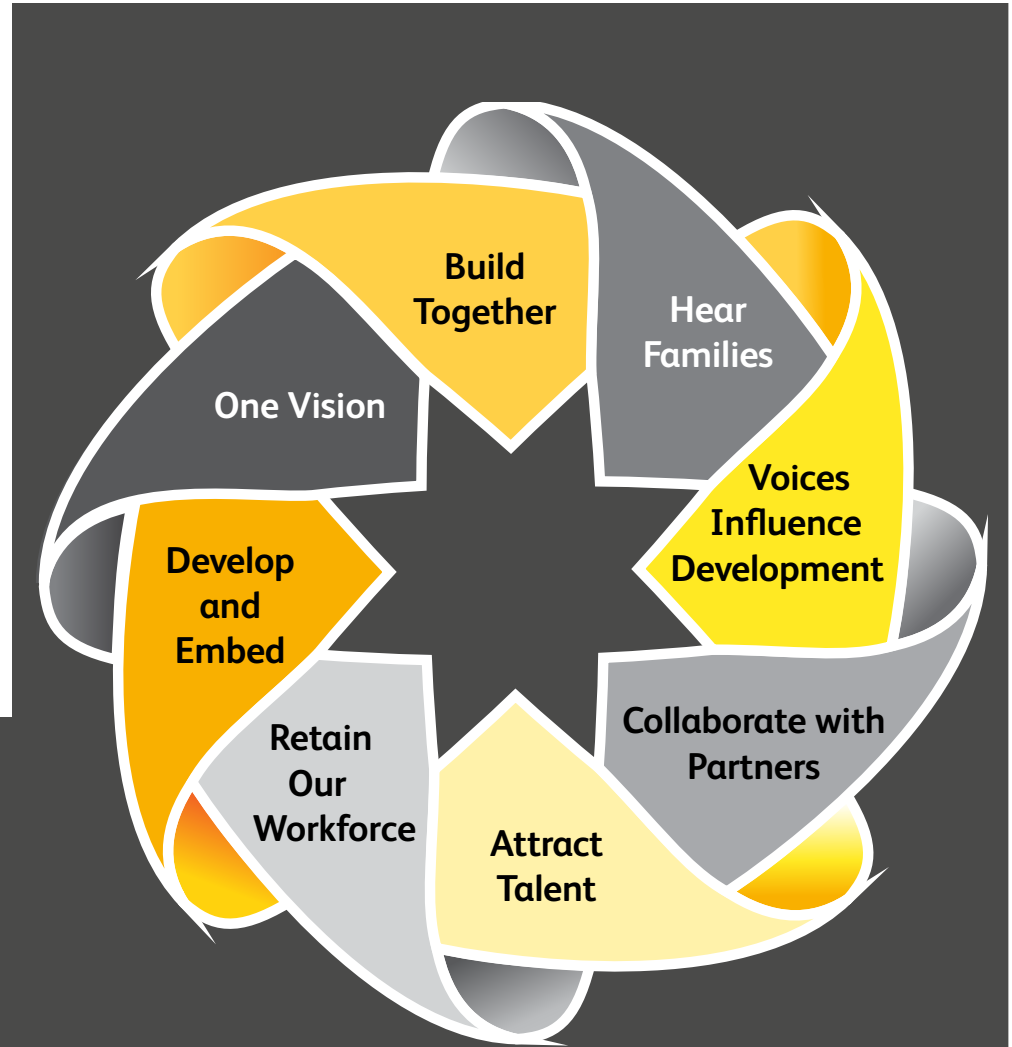 Build
Together
Hear
Families
Voices
Influence
Development
Collaborate with
Partners
Attract
Talent
Retain
Our
Workforce
Develop
and
Embed
One Vision